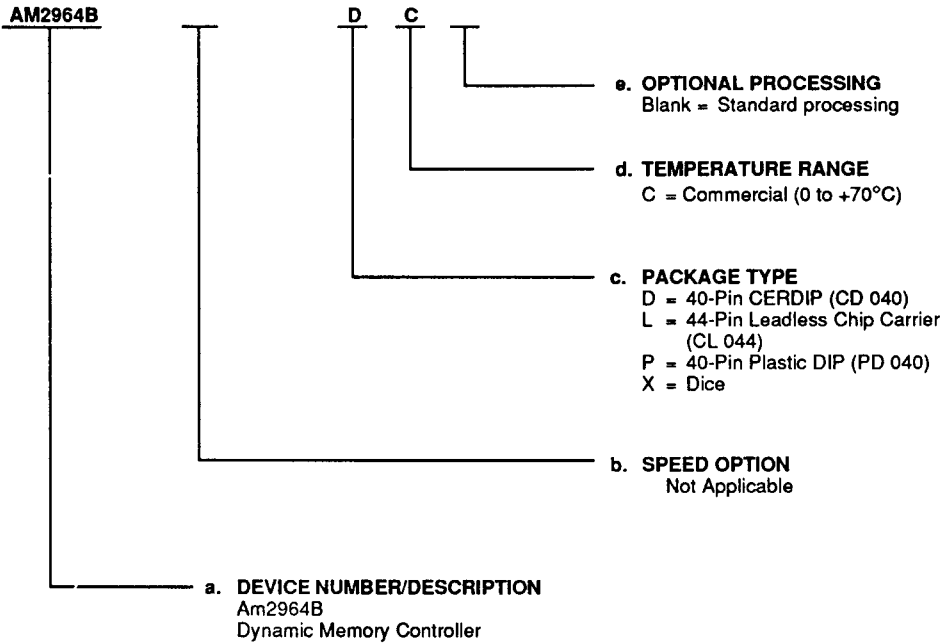 AM2964B D C
e. OPTIONAL PROCESSING
Blank = Standard processing
d. TEMPERATURE RANGE
C = Commercial (0 to +70°C)
c. PACKAGE TYPE
D = 40-Pin CERDIP (CD 040)
L = 44-Pin Leadless Chip Carrier
(CL 044)
P = 40-Pin Plastic DIP (PD 040)
X = Dice
b. SPEED OPTION
Not Applicable
a. DEVICE NUMBER/DESCRIPTION
Am2964B
Dynamic Memory Controller